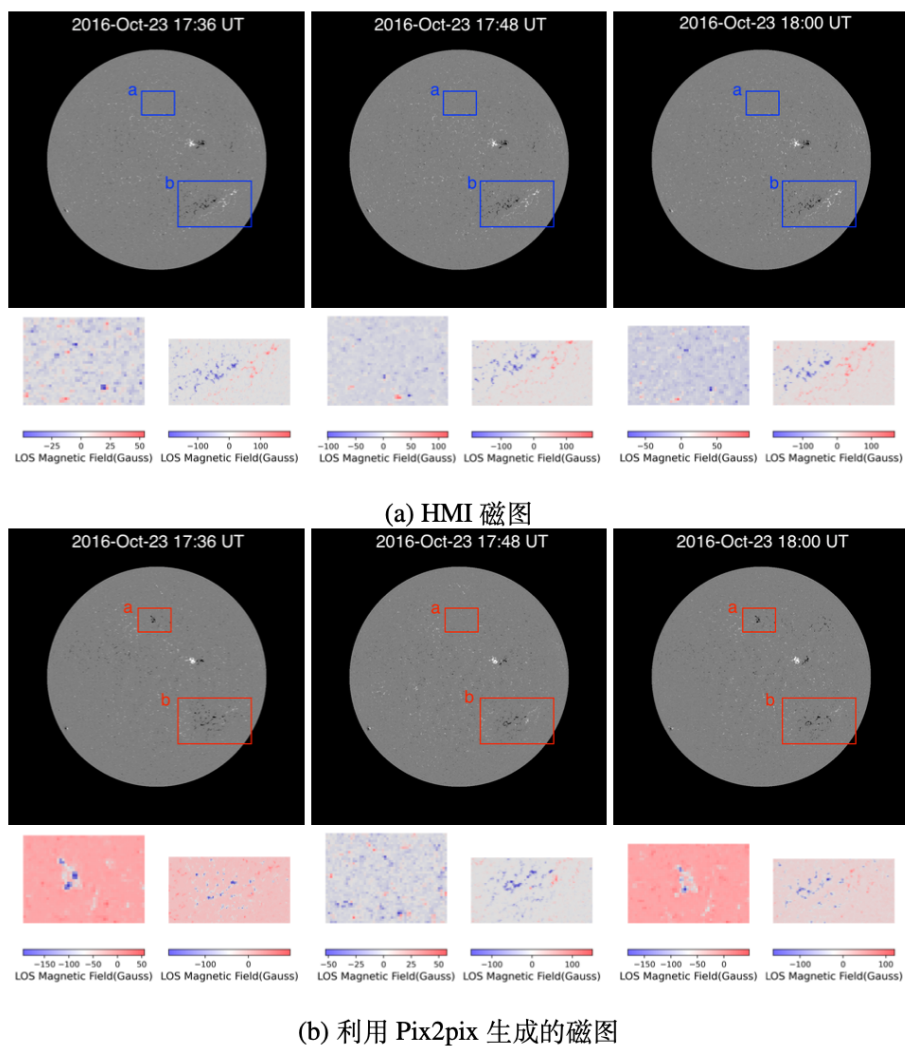 2016-Oct-23 17:36 UT 2016-Oct-23 17:48 UT 2016-Oct-23 18:00 UT
a a a
b b b
−25 0 25 50 −100 0 100 −100 −50 0 50 100 −100 0 100 −50 0 50 −100 0 100
LOS Magnetic Field(Gauss) LOS Magnetic Field(Gauss) LOS Magnetic Field(Gauss) LOS Magnetic Field(Gauss) LOS Magnetic Field(Gauss) LOS Magnetic Field(Gauss)
(a) HMI 磁图
2016-Oct-23 17:36 UT 2016-Oct-23 17:48 UT 2016-Oct-23 18:00 UT
a a a
b b b
−150 −100 −50 0 50 −100 0 −50 −25 0 25 50 −100 0 100 −150 −100 −50 0 −100 0 100
LOS Magnetic Field(Gauss) LOS Magnetic Field(Gauss) LOS Magnetic Field(Gauss) LOS Magnetic Field(Gauss) LOS Magnetic Field(Gauss) LOS Magnetic Field(Gauss)
(b) 利用 Pix2pix 生成的磁图